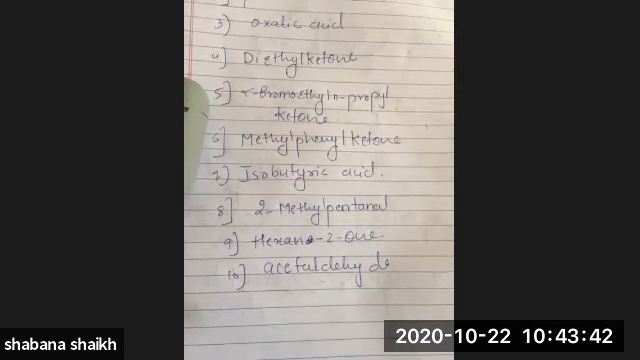 3) oxalic acid
4] Diethylketone
5] α-Bromoethyl n-propyl
ketone
6] Methylphenylketone
7) Isobutyric acid.
8] 2-Methylpentanal
9] Hexano-2-one.
10] acetaldehyde
shabana shaikh
2020-10-22 10:43:42